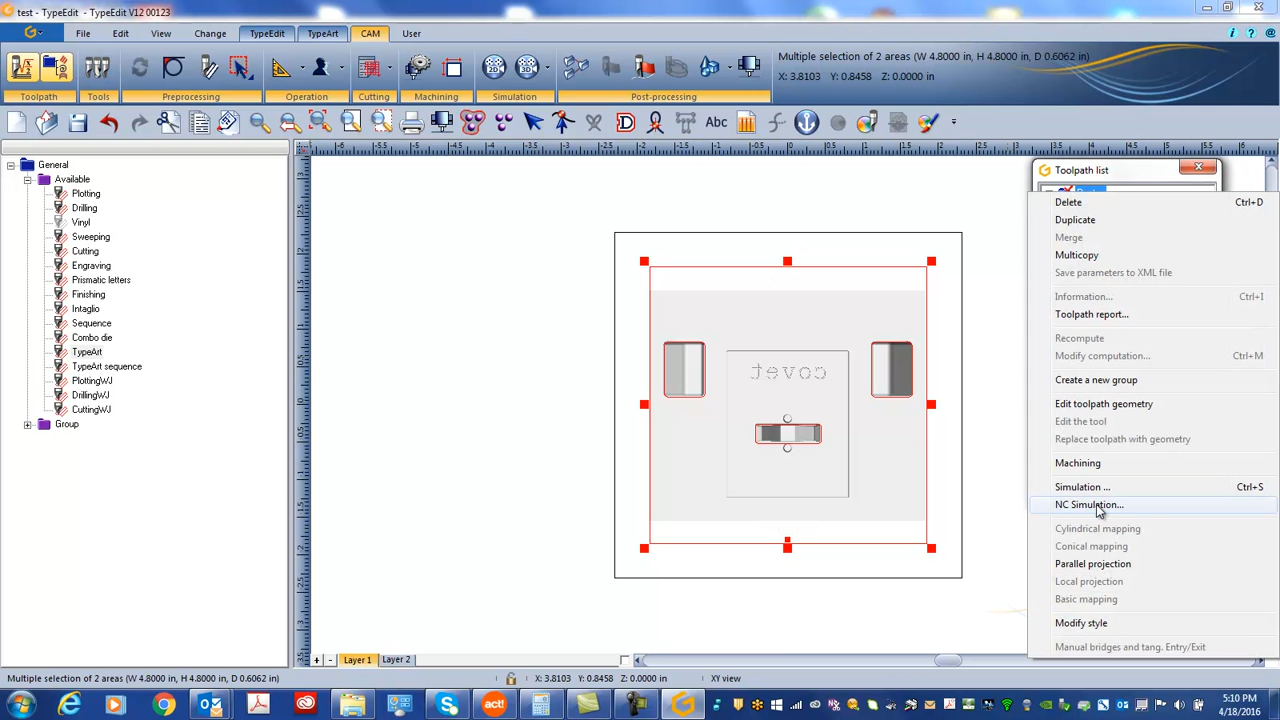 test - TypeEdit - TypeEdit V12 00123
File Edit View Change TypeEdit TypeArt CAM User
Toolpath Tools Preprocessing Operation Cutting Machining Simulation Post-processing
2D 3D
Multiple selection of 2 areas (W 4.8000 in, H 4.8000 in, D 0.6062 in)
X: 3.8103 Y: 0.8458 Z: 0.0000 in
Abc
General
Available
Plotting
Drilling
Vinyl
Sweeping
Cutting
Engraving
Prismatic letters
Finishing
Intaglio
Sequence
Combo die
TypeArt
TypeArt sequence
PlottingWJ
DrillingWJ
CuttingWJ
Group
Toolpath list
Delete Ctrl+D
Duplicate
Merge
Multicopy
Save parameters to XML file
Information... Ctrl+I
Toolpath report...
Recompute
Modify computation... Ctrl+M
Create a new group
Edit toolpath geometry
Edit the tool
Replace toolpath with geometry
Machining
Simulation ... Ctrl+S
NC Simulation...
Cylindrical mapping
Conical mapping
Parallel projection
Local projection
Basic mapping
Modify style
Manual bridges and tang. Entry/Exit
+ - Layer 1 Layer 2
Multiple selection of 2 areas (W 4.8000 in, H 4.8000 in, D 0.6062 in) X: 3.8103 Y: 0.8458 Z: 0.0000 in XY view
act!
5:10 PM
4/18/2016